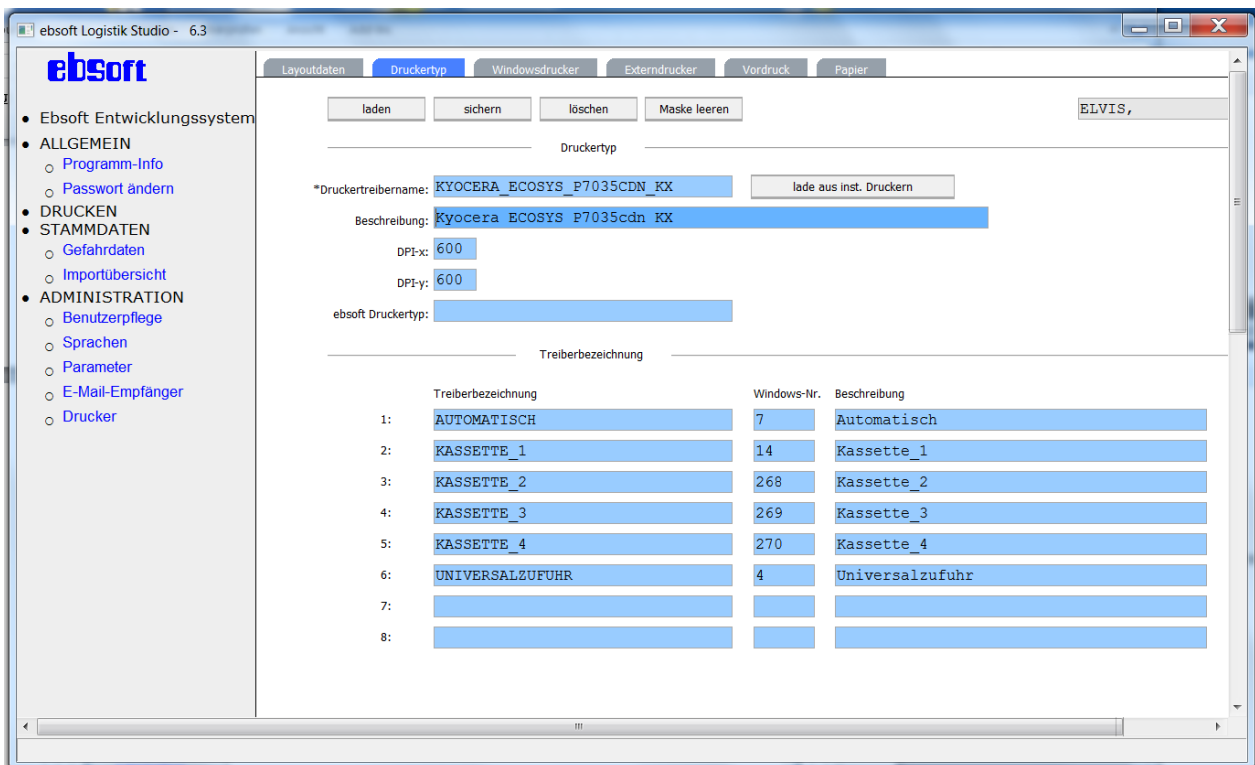 ebsoft Logistik Studio - 6.3
ebsoft
Ebsoft Entwicklungssystem
ALLGEMEIN
Programm-Info
Passwort ändern
DRUCKEN
STAMMDATEN
Gefahrdaten
Importübersicht
ADMINISTRATION
Benutzerpflege
Sprachen
Parameter
E-Mail-Empfänger
Drucker
Layoutdaten Druckertyp Windowsdrucker Externdrucker Vordruck Papier
laden sichern löschen Maske leeren ELVIS,
Druckertyp
*Druckertreibername: KYOCERA_ECOSYS_P7035CDN_KX lade aus inst. Druckern
Beschreibung: Kyocera ECOSYS P7035cdn KX
DPI-x: 600
DPI-y: 600
ebsoft Druckertyp:
Treiberbezeichnung
Treiberbezeichnung Windows-Nr. Beschreibung
1: AUTOMATISCH 7 Automatisch
2: KASSETTE_1 14 Kassette_1
3: KASSETTE_2 268 Kassette_2
4: KASSETTE_3 269 Kassette_3
5: KASSETTE_4 270 Kassette_4
6: UNIVERSALZUFUHR 4 Universalzufuhr
7:
8: